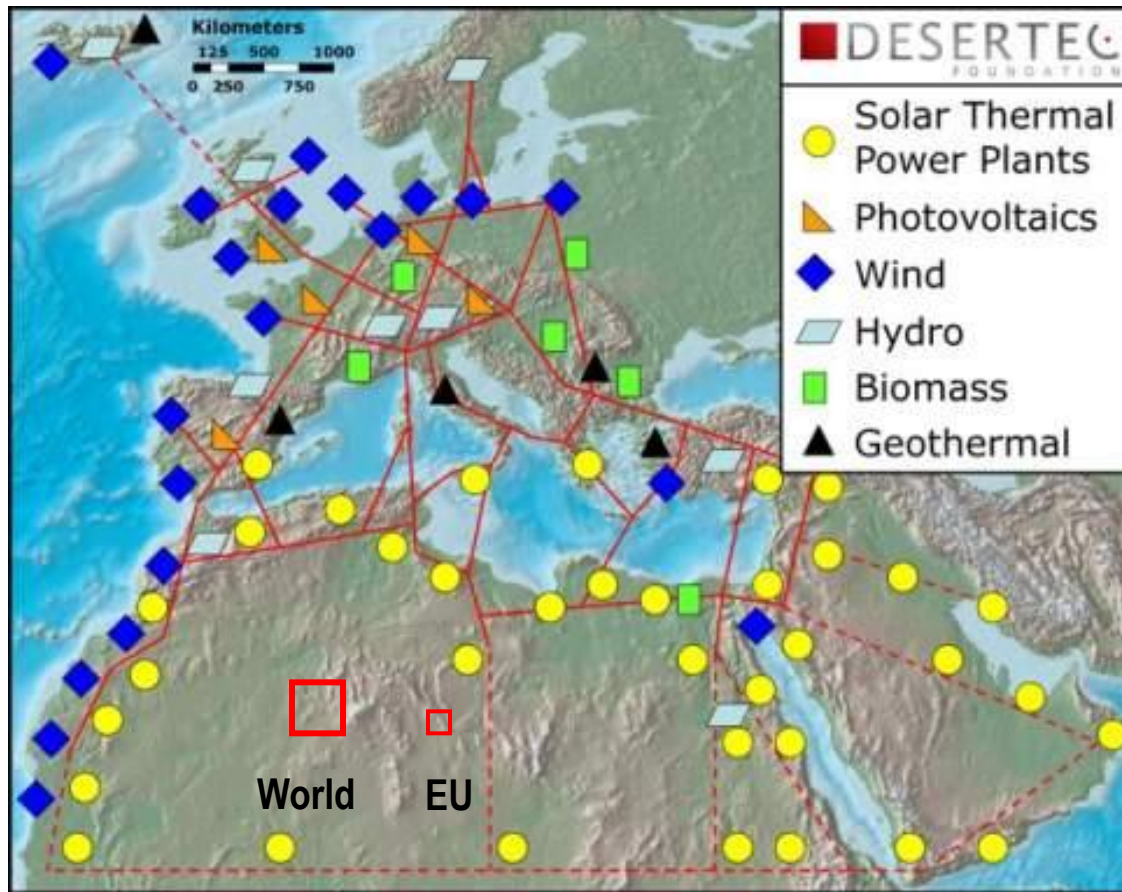 Kilometers
125 500 1000
0 250 750
DESERTEC
FOUNDATION
Solar Thermal
Power Plants
Photovoltaics
Wind
Hydro
Biomass
Geothermal
World EU